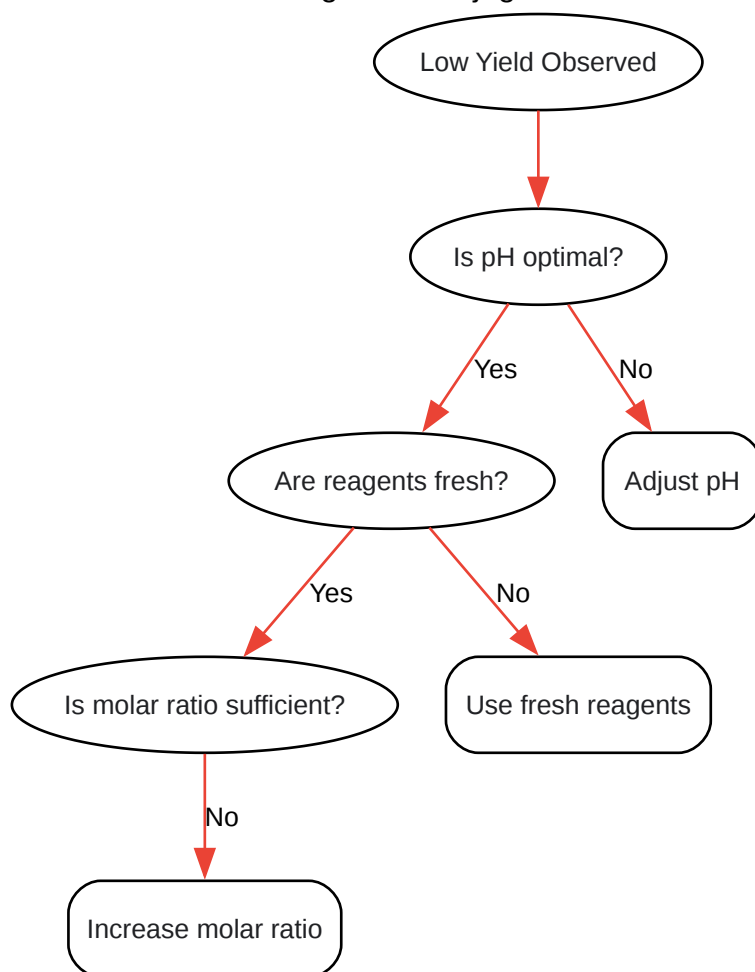 Low Yield Observed
Is pH optimal?
Yes
No
Are reagents fresh?
Adjust pH
Yes
No
Is molar ratio sufficient?
Use fresh reagents
No
Increase molar ratio